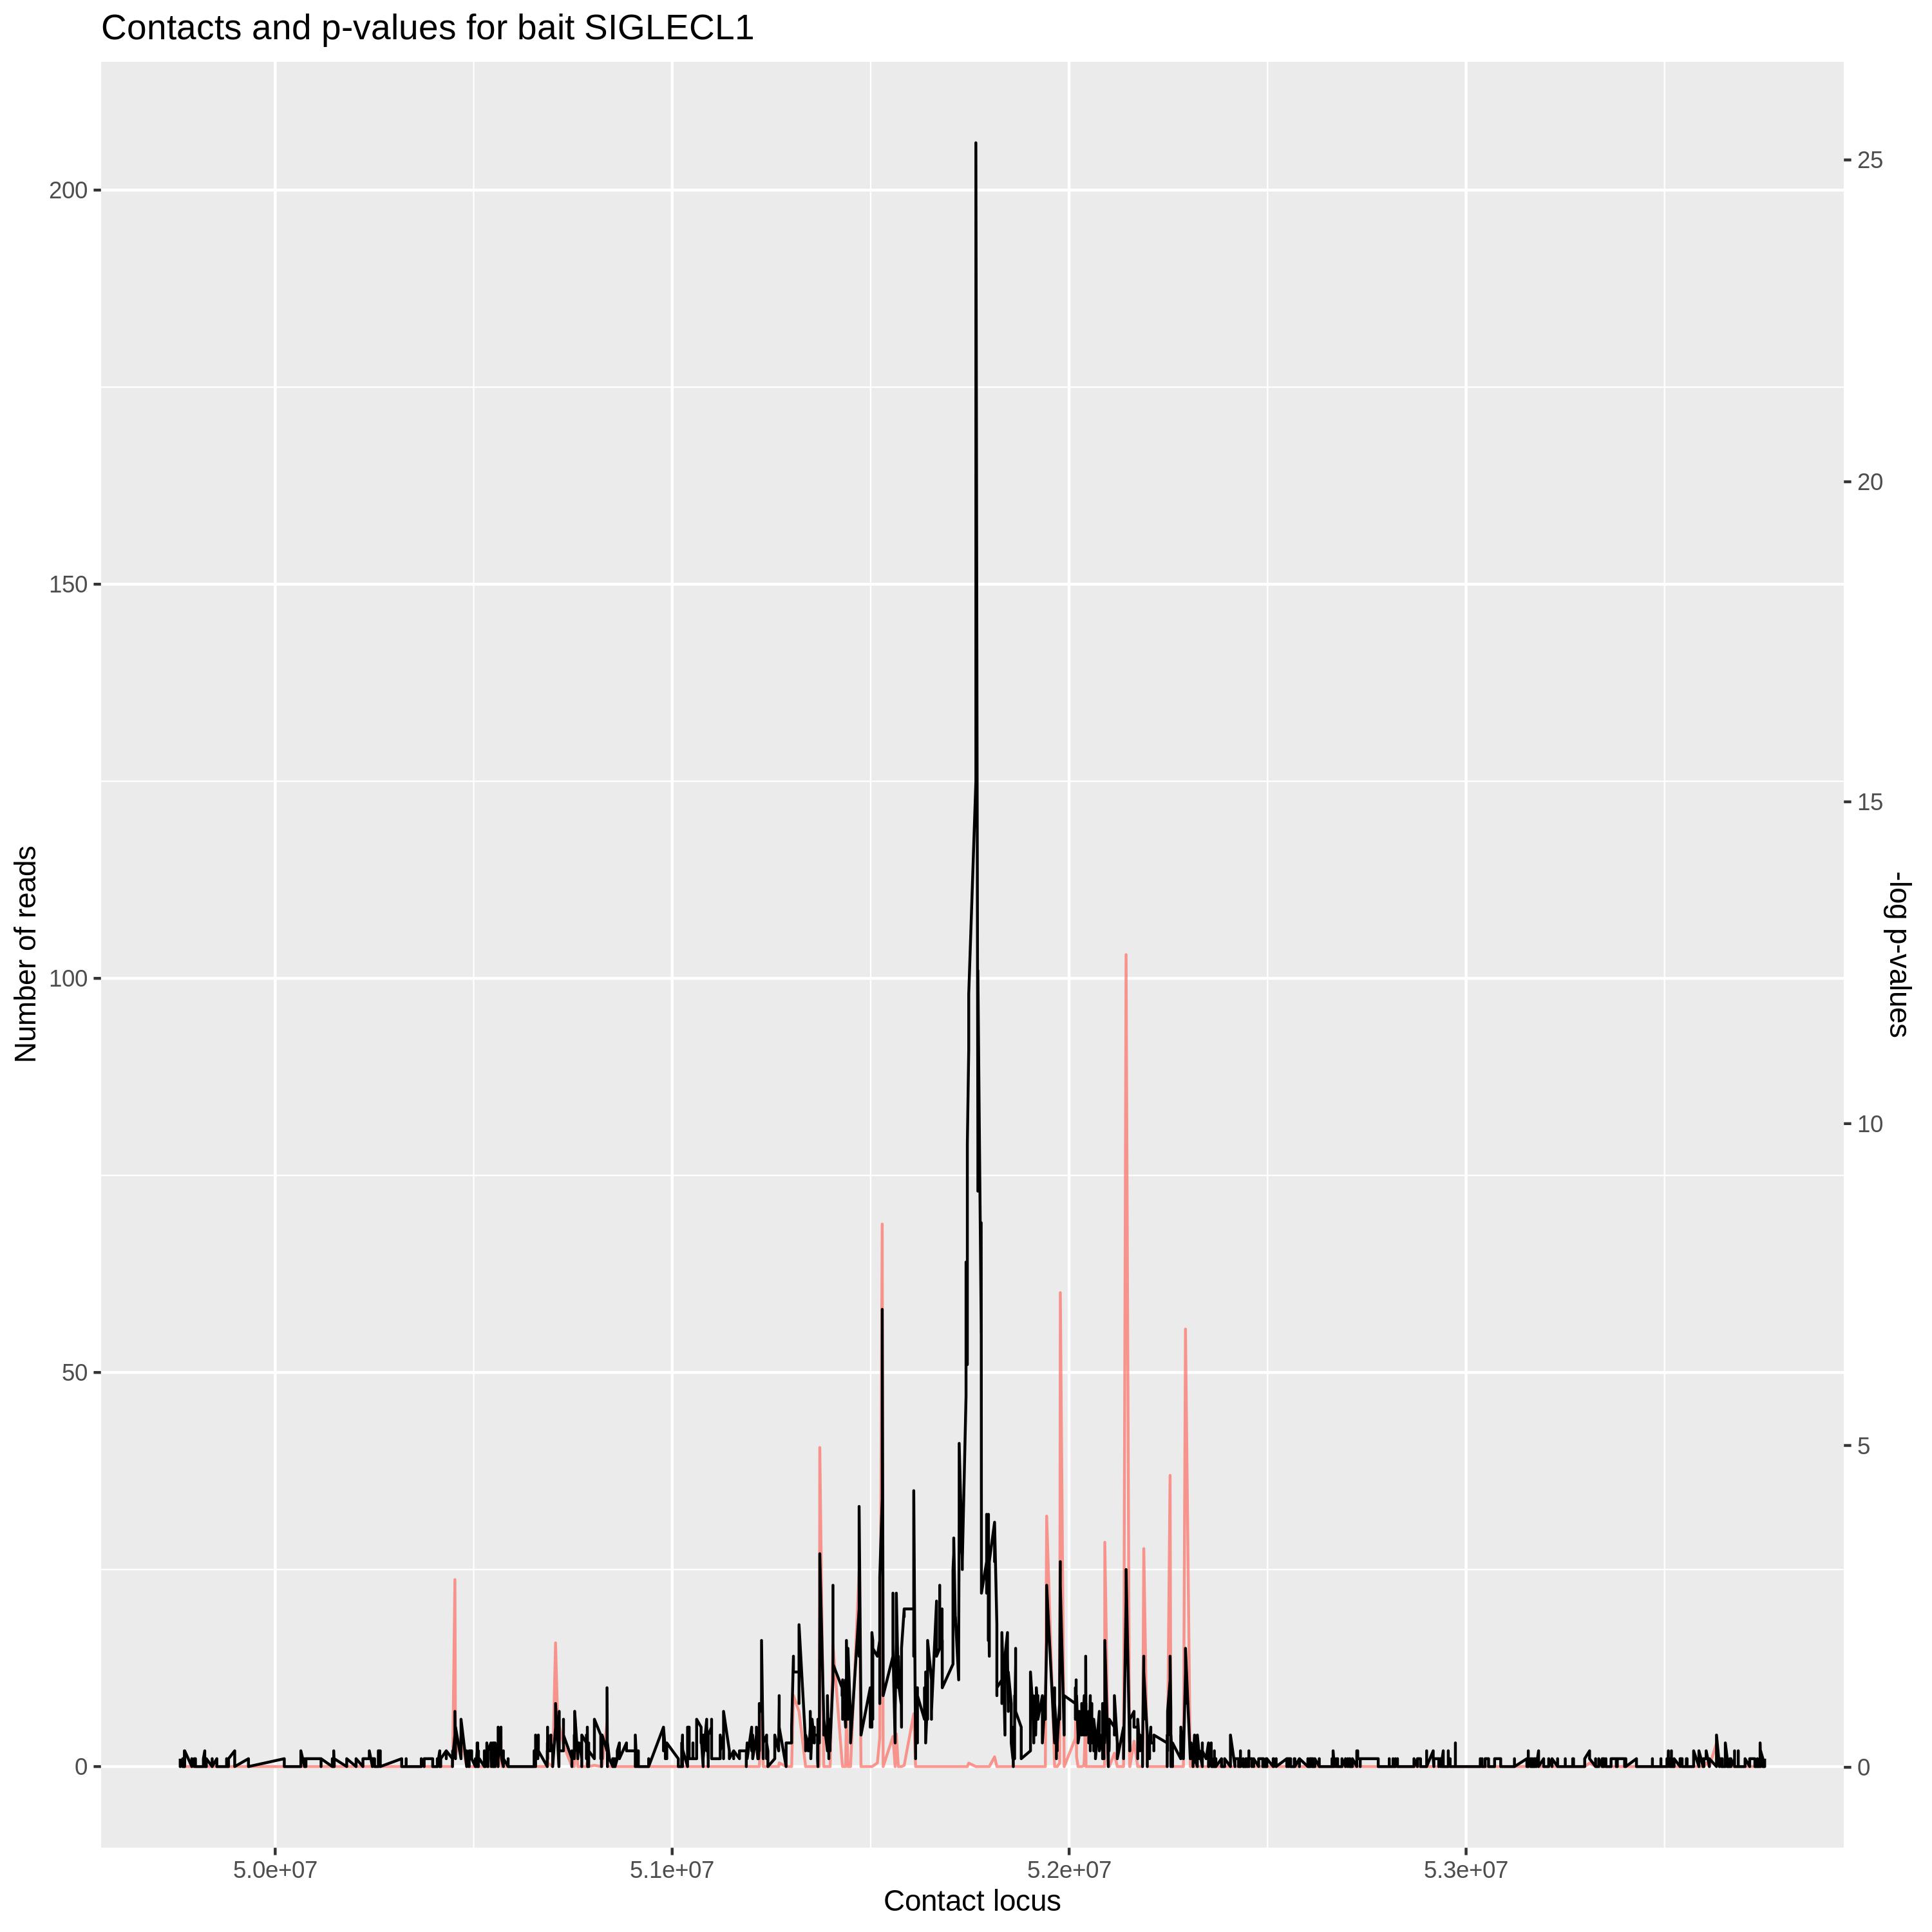 Contacts and p-values for bait SIGLECL1
200
150
100
50
0
Number of reads
25
20
15
10
5
0
-log p-values
5.0e+07
5.1e+07
5.2e+07
5.3e+07
Contact locus